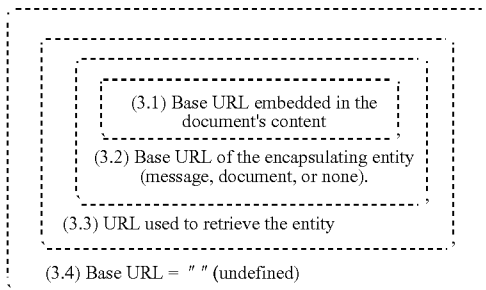 (3.1) Base URL embedded in the
document's content
(3.2) Base URL of the encapsulating entity
(message, document, or none).
(3.3) URL used to retrieve the entity
(3.4) Base URL = " " (undefined)